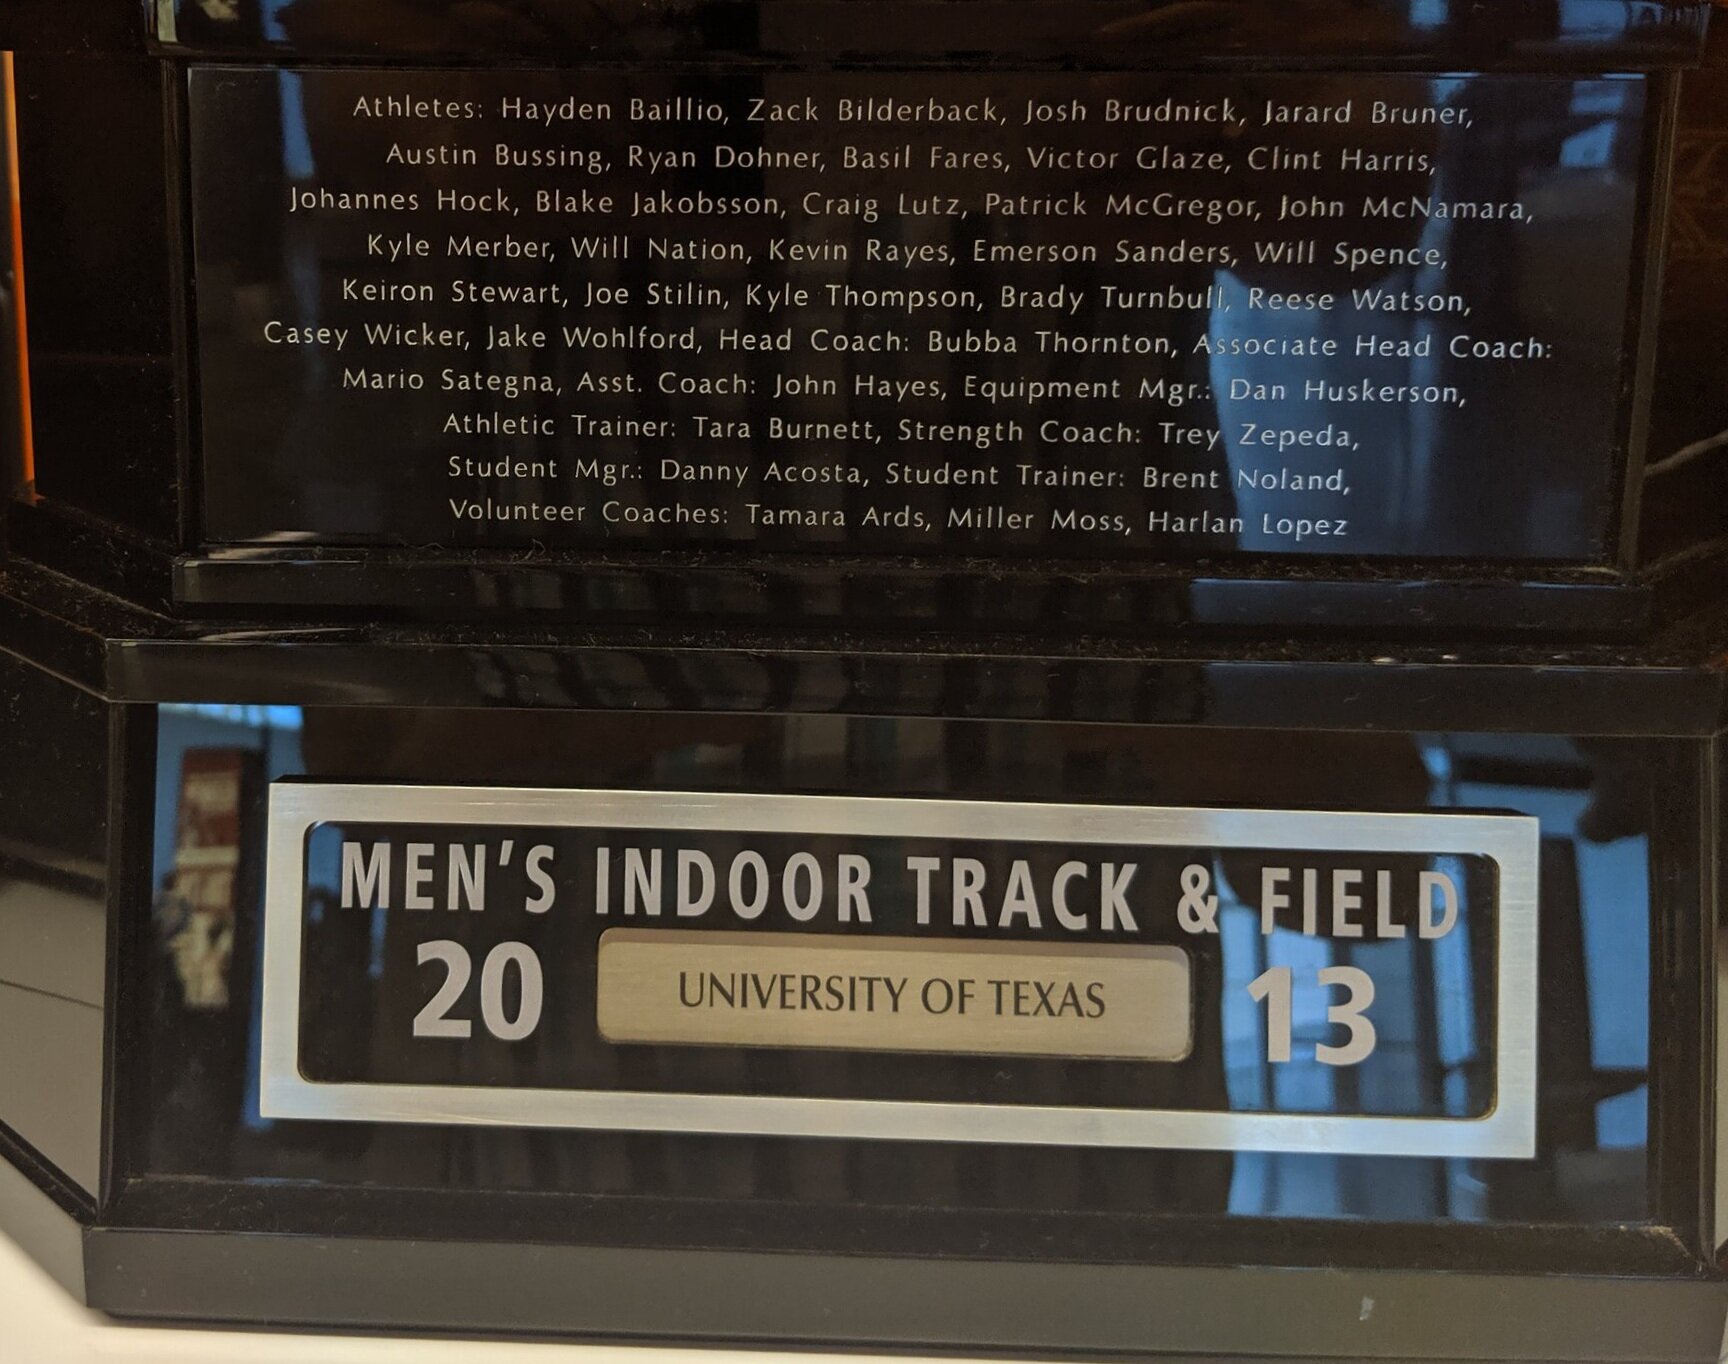 Athletes: Hayden Baillio, Zack Bilderback, Josh Brudnick, Jarard Bruner,
Austin Bussing, Ryan Dohner, Basil Fares, Victor Glaze, Clint Harris,
Johannes Hock, Blake Jakobsson, Craig Lutz, Patrick McGregor, John McNamara,
Kyle Merber, Will Nation, Kevin Rayes, Emerson Sanders, Will Spence,
Keiron Stewart, Joe Stilin, Kyle Thompson, Brady Turnbull, Reese Watson,
Casey Wicker, Jake Wohlford, Head Coach: Bubba Thornton, Associate Head Coach:
Mario Sategna, Asst. Coach: John Hayes, Equipment Mgr.: Dan Huskerson,
Athletic Trainer: Tara Burnett, Strength Coach: Trey Zepeda,
Student Mgr.: Danny Acosta, Student Trainer: Brent Noland,
Volunteer Coaches: Tamara Ards, Miller Moss, Harlan Lopez
MEN'S INDOOR TRACK & FIELD
20 UNIVERSITY OF TEXAS 13